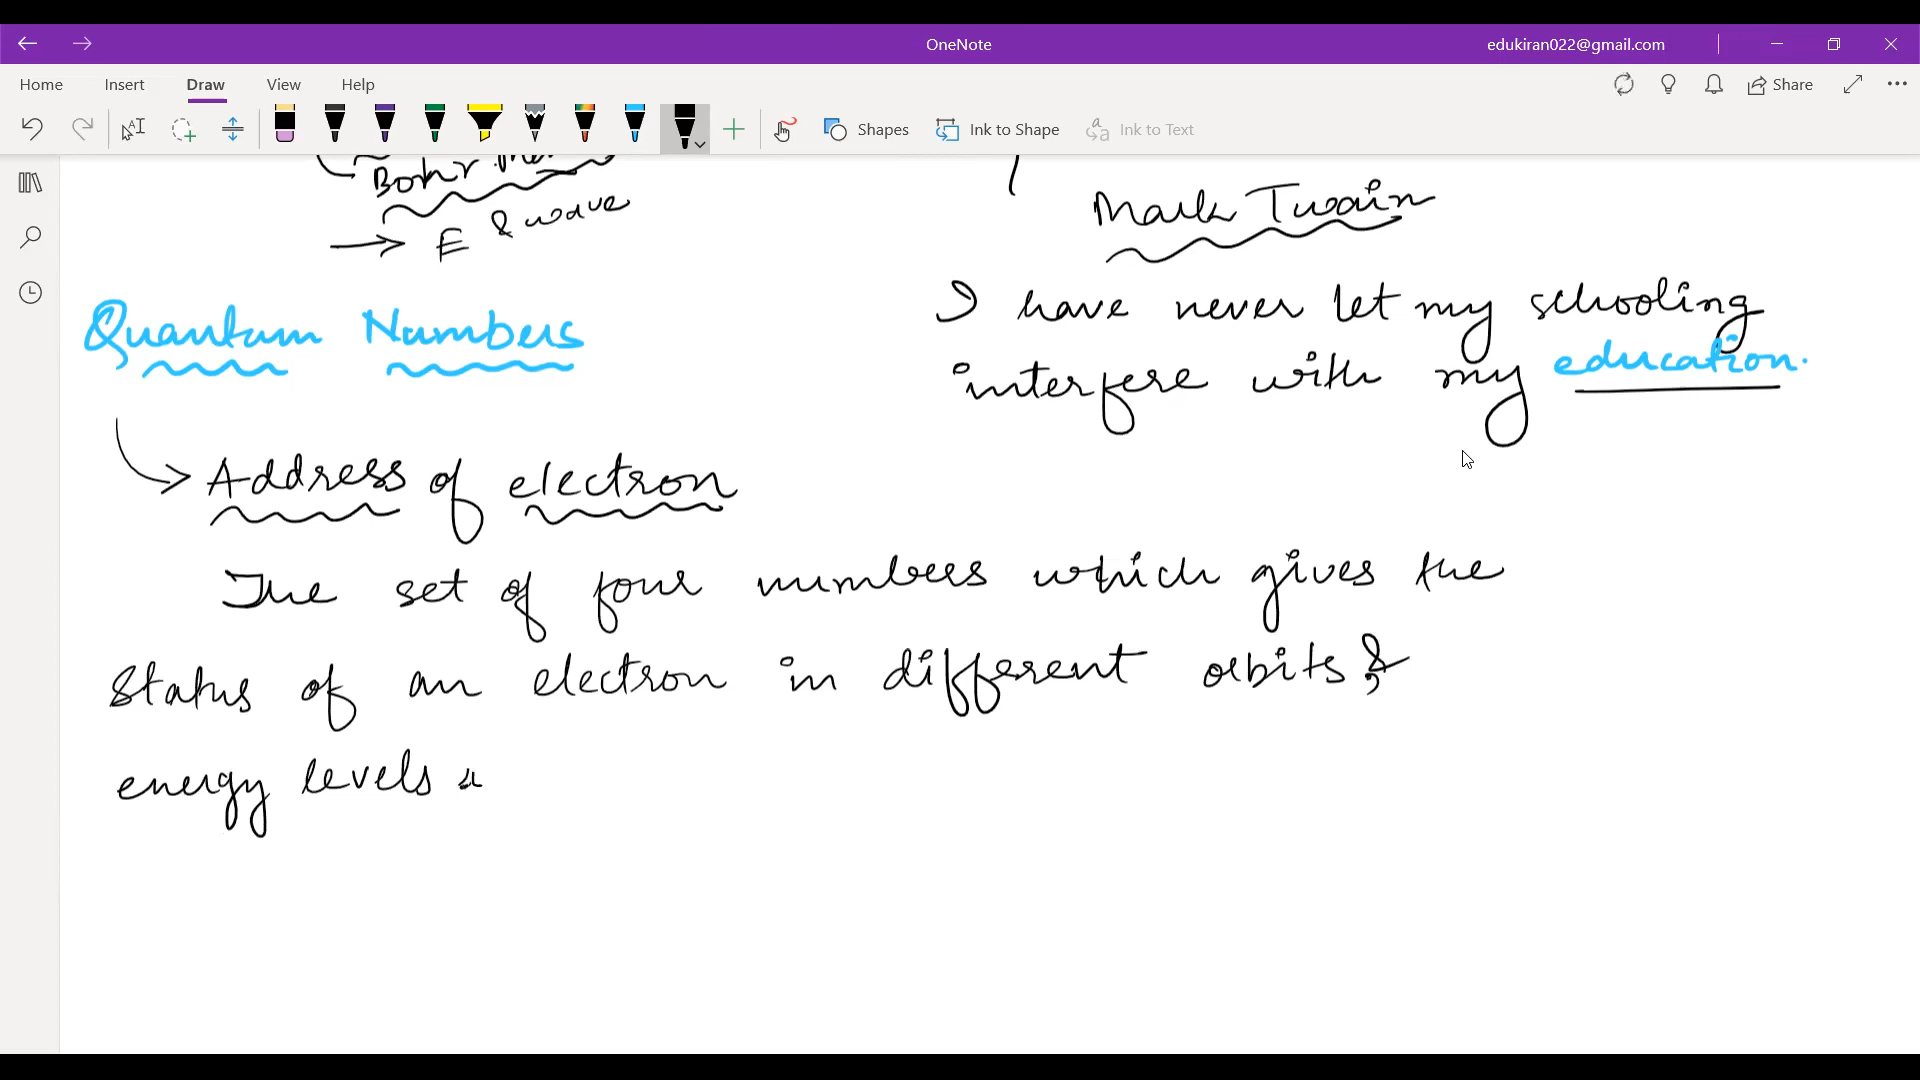 OneNote
edukiran022@gmail.com
Home Insert Draw View Help
Share
Shapes Ink to Shape Ink to Text
Bohr
→ E & wave
Mark Twain
I have never let my schooling
interfere with my education.
Quantum Numbers
→ Address of electron
The set of four numbers which gives the
status of an electron in different orbits &
energy levels